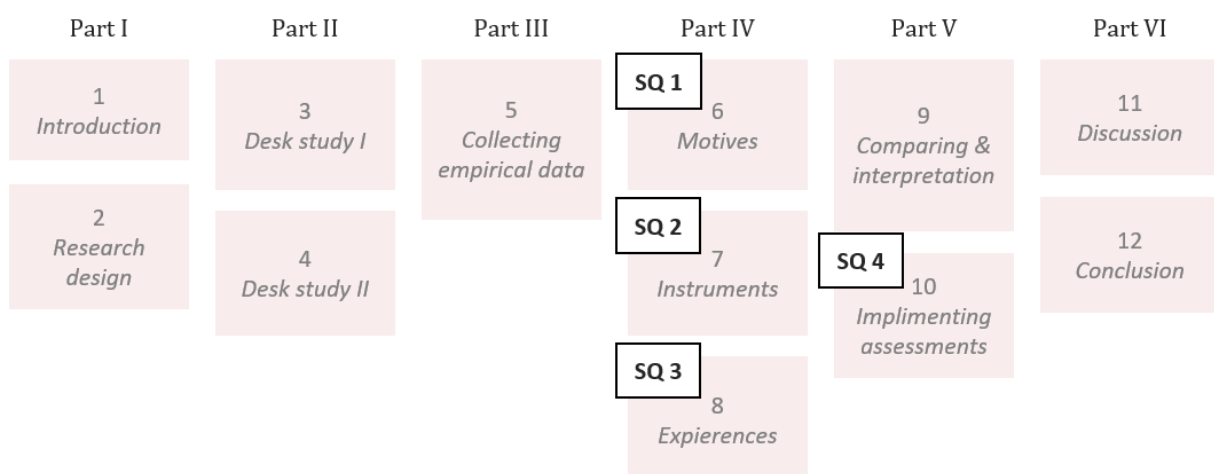 Part I
1
Introduction
2
Research
design
Part II
3
Desk study I
4
Desk study II
Part III
5
Collecting
empirical data
Part IV
SQ 1
6
Motives
SQ 2
7
Instruments
SQ 3
8
Expierences
Part V
9
Comparing &
interpretation
SQ 4
10
Implimenting
assessments
Part VI
11
Discussion
12
Conclusion